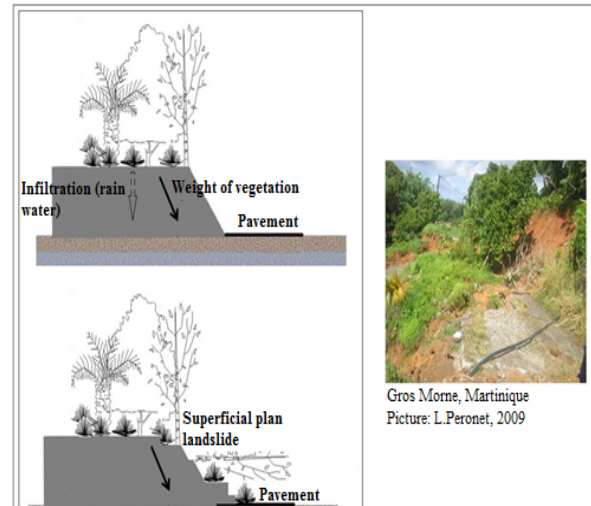 Infiltration (rain
water)
Weight of vegetation
Pavement
Superficial plan
landslide
Pavement
Gros Morne, Martinique
Picture: L.Peronet, 2009